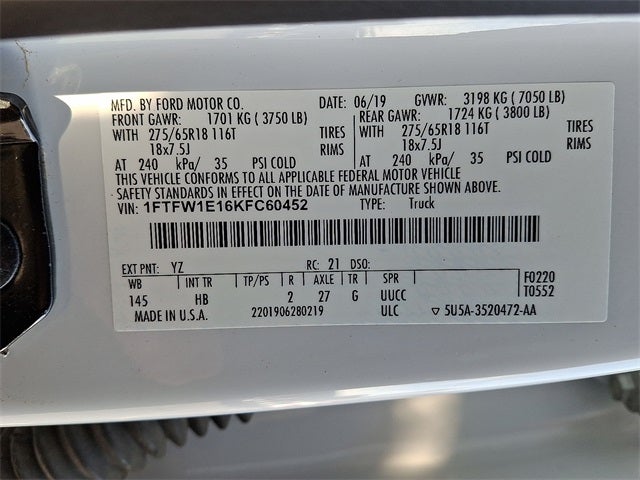 MFD. BY FORD MOTOR CO. DATE: 06/19 GVWR: 3198 KG ( 7050 LB)
FRONT GAWR: 1701 KG ( 3750 LB) REAR GAWR: 1724 KG ( 3800 LB)
WITH 275/65R18 116T TIRES WITH 275/65R18 116T TIRES
18x7.5J RIMS 18x7.5J RIMS
AT 240 kPa/ 35 PSI COLD AT 240 kPa/ 35 PSI COLD
THIS VEHICLE CONFORMS TO ALL APPLICABLE FEDERAL MOTOR VEHICLE
SAFETY STANDARDS IN EFFECT ON THE DATE OF MANUFACTURE SHOWN ABOVE.
VIN: 1FTFW1E16KFC60452 TYPE: Truck
EXT PNT: YZ RC: 21 DSO:
WB INT TR TP/PS R AXLE TR SPR F0220
145 HB 2 27 G UUCC T0552
MADE IN U.S.A. 2201906280219 ULC ▽ 5U5A-3520472-AA